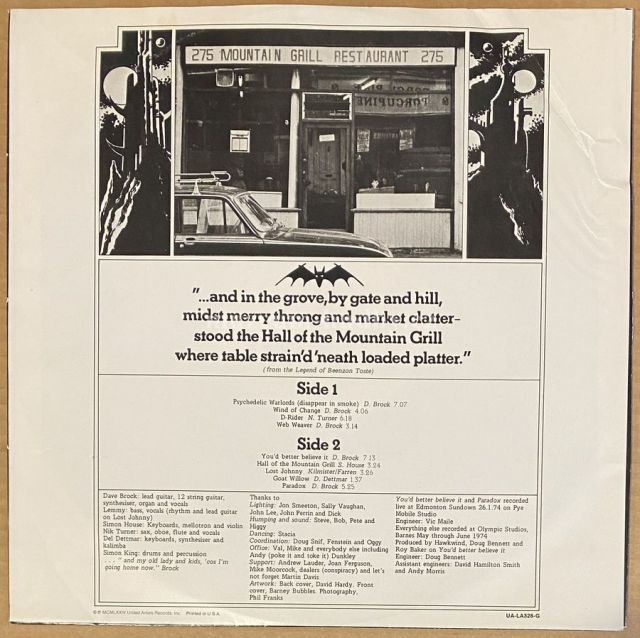 275 MOUNTAIN GRILL RESTAURANT 275
PORCUPINE
"...and in the grove, by gate and hill,
midst merry throng and market clatter-
stood the Hall of the Mountain Grill
where table strain'd 'neath loaded platter."
(from the Legend of Beenzon Toste)
Side 1
Psychedelic Warlords (disappear in smoke) D. Brock 7.07
Wind of Change D. Brock 4.06
D-Rider N. Turner 6.18
Web Weaver D. Brock 3.14
Side 2
You'd better believe it D. Brock 7.13
Hall of the Mountain Grill S. House 3.24
Lost Johnny Kilmister/Farren 3.26
Goat Willow D. Dettmar 1.37
Paradox D. Brock 5.25
Dave Brock: lead guitar, 12 string guitar,
synthesiser, organ and vocals
Lemmy: bass, vocals (rhythm and lead guitar
on Lost Johnny)
Simon House: Keyboards, mellotron and violin
Nik Turner: sax, oboe, flute and vocals
Del Dettmar: keyboards, synthesiser and
kalimba
Simon King: drums and percussion
. . . " and my old lady and kids, 'cos I'm
going home now," Brock
Thanks to
Lighting: Jon Smeeton, Sally Vaughan,
John Lee, John Perrin and Dick
Humping and sound: Steve, Bob, Pete and
Higgy
Dancing: Stacia
Coordination: Doug Snif, Fenstein and Oggy
Office: Val, Mike and everybody else including
Andy (poke it and toke it) Dunkley
Support: Andrew Lauder, Joan Ferguson,
Mike Moorcock, dealers (conspiracy) and let's
not forget Martin Davis
Artwork: Back cover, David Hardy. Front
cover, Barney Bubbles. Photography,
Phil Franks
You'd better believe it and Paradox recorded
live at Edmonton Sundown 26.1.74 on Pye
Mobile Studio
Engineer: Vic Maile
Everything else recorded at Olympic Studios,
Barnes May through June 1974
Produced by Hawkwind, Doug Bennett and
Roy Baker on You'd better believe it
Engineer: Doug Bennett
Assistant engineers: David Hamilton Smith
and Andy Morris
© ℗ MCMLXXIV United Artists Records, Inc. Printed in U.S.A.
UA-LA328-G